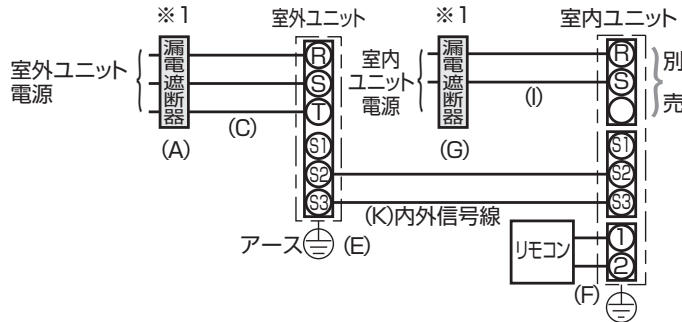 ※1
室外ユニット
※1
室内ユニット
室外ユニット
電源
漏電遮断器
R
S
T
(C)
(A)
S1
S2
S3
アース
(E)
室内
ユニット
電源
漏電遮断器
(I)
(G)
R
S
別
売
S1
S2
S3
(K)内外信号線
リモコン
1
2
(F)